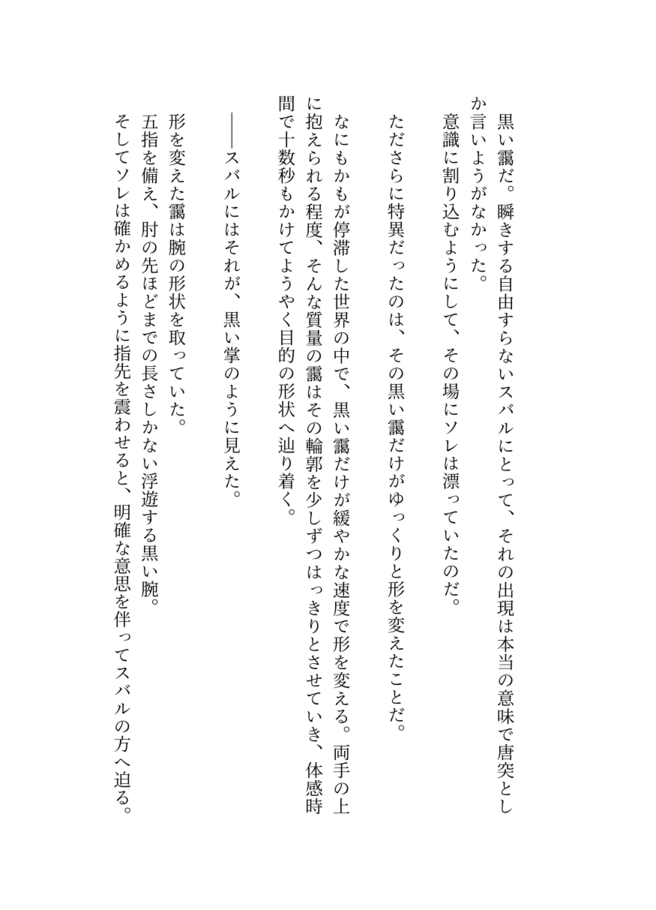 黒い靄だ。瞬きする自由すらないスバルにとって、それの出現は本当の意味で唐突とし
か言いようがなかった。
意識に割り込むようにして、その場にソレは漂っていたのだ。
たださらに特異だったのは、その黒い靄だけがゆっくりと形を変えたことだ。
なにもかもが停滞した世界の中で、黒い靄だけが緩やかな速度で形を変える。両手の上
に抱えられる程度、そんな質量の靄はその輪郭を少しずつはっきりとさせていき、体感時
間で十数秒もかけてようやく目的の形状へ辿り着く。
――スバルにはそれが、黒い掌のように見えた。
形を変えた靄は腕の形状を取っていた。
五指を備え、肘の先ほどまでの長さしかない浮遊する黒い腕。
そしてソレは確かめるように指先を震わせると、明確な意思を伴ってスバルの方へ迫る。